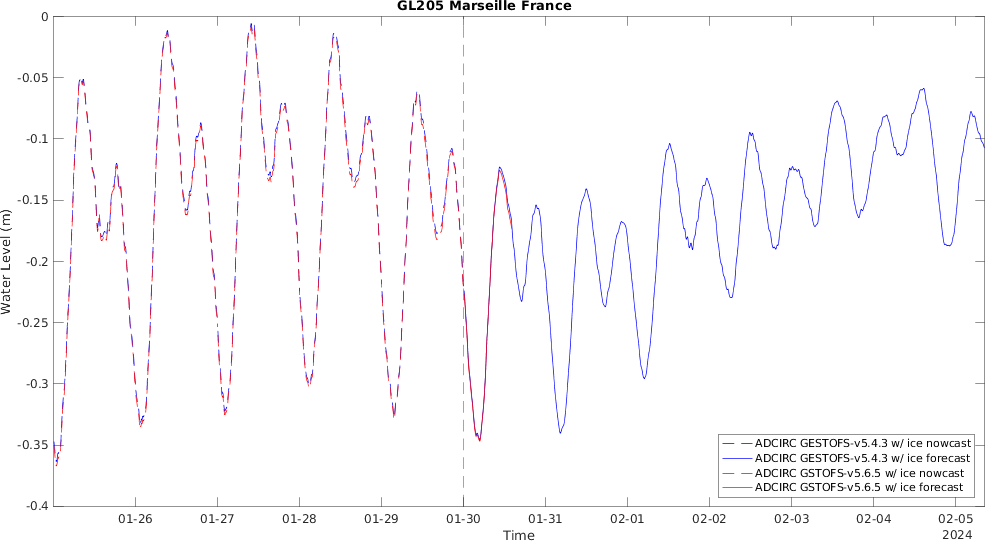 GL205 Marseille France
0
-0.05
-0.1
-0.15
-0.2
-0.25
-0.3
-0.35
-0.4
Water Level (m)
01-26 01-27 01-28 01-29 01-30 01-31 02-01 02-02 02-03 02-04 02-05
Time
2024
ADCIRC GESTOFS-v5.4.3 w/ ice nowcast
ADCIRC GESTOFS-v5.4.3 w/ ice forecast
ADCIRC GSTOFS-v5.6.5 w/ ice nowcast
ADCIRC GSTOFS-v5.6.5 w/ ice forecast